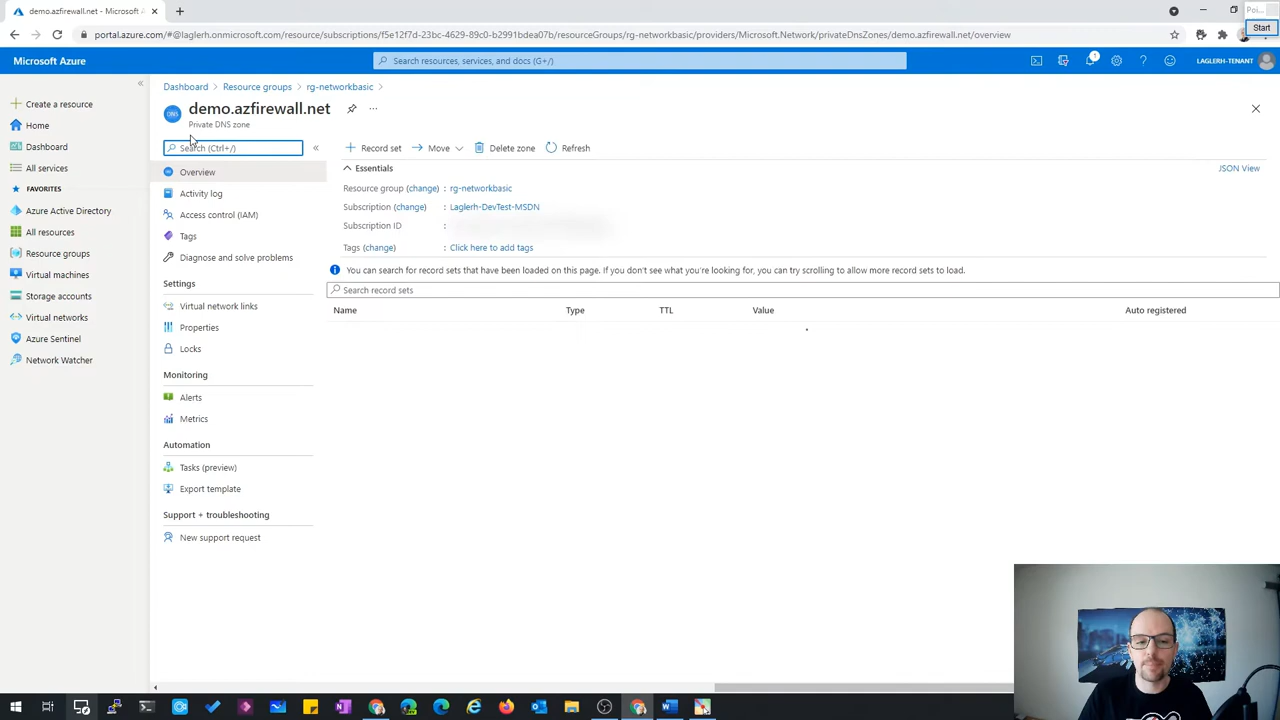 demo.azfirewall.net - Microsoft A
Poi...
Start
portal.azure.com/#@laglerh.onmicrosoft.com/resource/subscriptions/f5e12f7d-23bc-4629-89c0-b2991bdea07b/resourceGroups/rg-networkbasic/providers/Microsoft.Network/privateDnsZones/demo.azfirewall.net/overview
Microsoft Azure
Search resources, services, and docs (G+/)
1
LAGLERH-TENANT
Create a resource
Home
Dashboard
All services
FAVORITES
Azure Active Directory
All resources
Resource groups
Virtual machines
Storage accounts
Virtual networks
Azure Sentinel
Network Watcher
Dashboard > Resource groups > rg-networkbasic >
DNS
demo.azfirewall.net
Private DNS zone
Search (Ctrl+/)
Overview
Activity log
Access control (IAM)
Tags
Diagnose and solve problems
Settings
Virtual network links
Properties
Locks
Monitoring
Alerts
Metrics
Automation
Tasks (preview)
Export template
Support + troubleshooting
New support request
Record set Move Delete zone Refresh
Essentials
JSON View
Resource group (change) : rg-networkbasic
Subscription (change) : Laglerh-DevTest-MSDN
Subscription ID :
Tags (change) : Click here to add tags
You can search for record sets that have been loaded on this page. If you don't see what you're looking for, you can try scrolling to allow more record sets to load.
Search record sets
Name Type TTL Value Auto registered